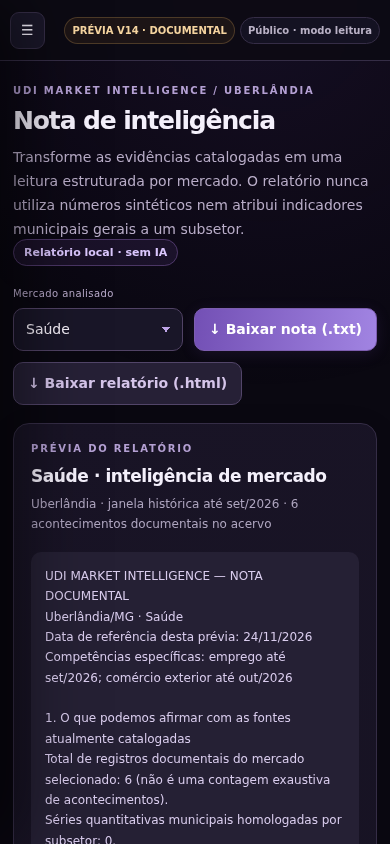 ☰ PRÉVIA V14 · DOCUMENTAL Público · modo leitura
UDI MARKET INTELLIGENCE / UBERLÂNDIA
Nota de inteligência
Transforme as evidências catalogadas em uma
leitura estruturada por mercado. O relatório nunca
utiliza números sintéticos nem atribui indicadores
municipais gerais a um subsetor.
Relatório local · sem IA
Mercado analisado
Saúde
↓ Baixar nota (.txt)
↓ Baixar relatório (.html)
PRÉVIA DO RELATÓRIO
Saúde · inteligência de mercado
Uberlândia · janela histórica até set/2026 · 6
acontecimentos documentais no acervo
UDI MARKET INTELLIGENCE — NOTA
DOCUMENTAL
Uberlândia/MG · Saúde
Data de referência desta prévia: 24/11/2026
Competências específicas: emprego até
set/2026; comércio exterior até out/2026
1. O que podemos afirmar com as fontes
atualmente catalogadas
Total de registros documentais do mercado
selecionado: 6 (não é uma contagem exaustiva
de acontecimentos).
Séries quantitativas municipais homologadas por
subsetor: 0.